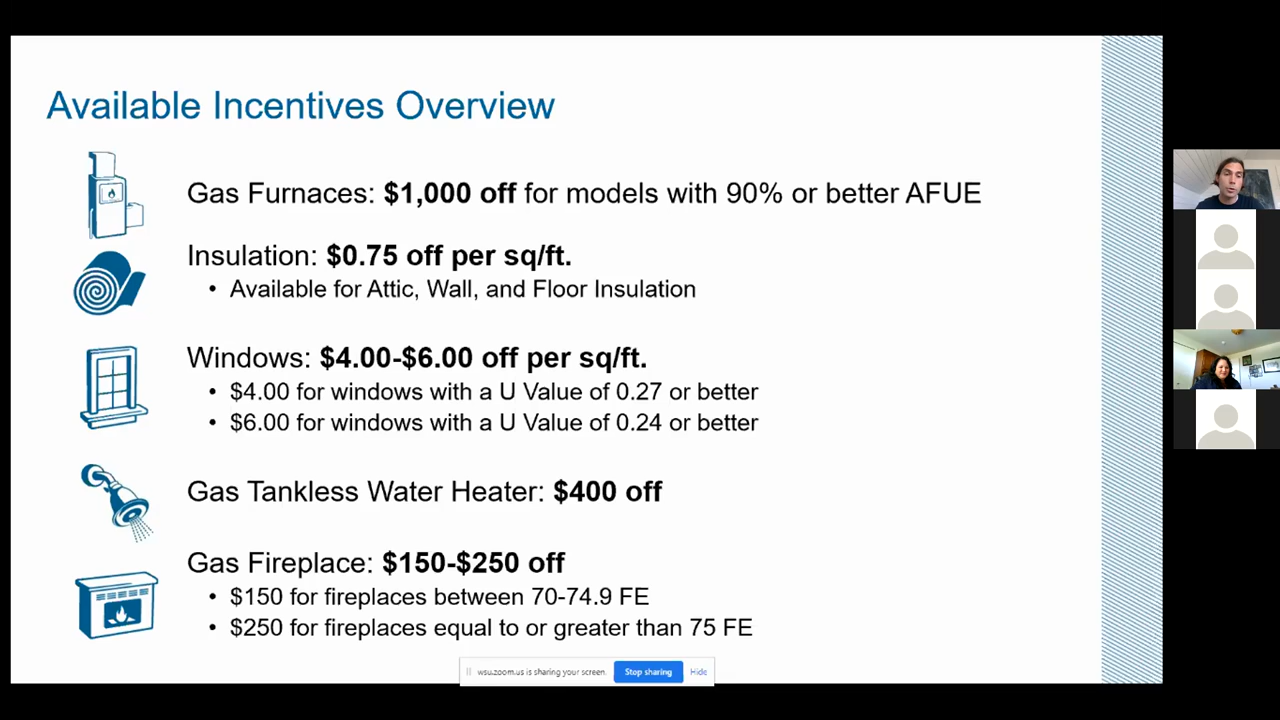 Available Incentives Overview
Gas Furnaces: $1,000 off for models with 90% or better AFUE
Insulation: $0.75 off per sq/ft.
• Available for Attic, Wall, and Floor Insulation
Windows: $4.00-$6.00 off per sq/ft.
• $4.00 for windows with a U Value of 0.27 or better
• $6.00 for windows with a U Value of 0.24 or better
Gas Tankless Water Heater: $400 off
Gas Fireplace: $150-$250 off
• $150 for fireplaces between 70-74.9 FE
• $250 for fireplaces equal to or greater than 75 FE
wsu.zoom.us is sharing your screen. Stop sharing Hide